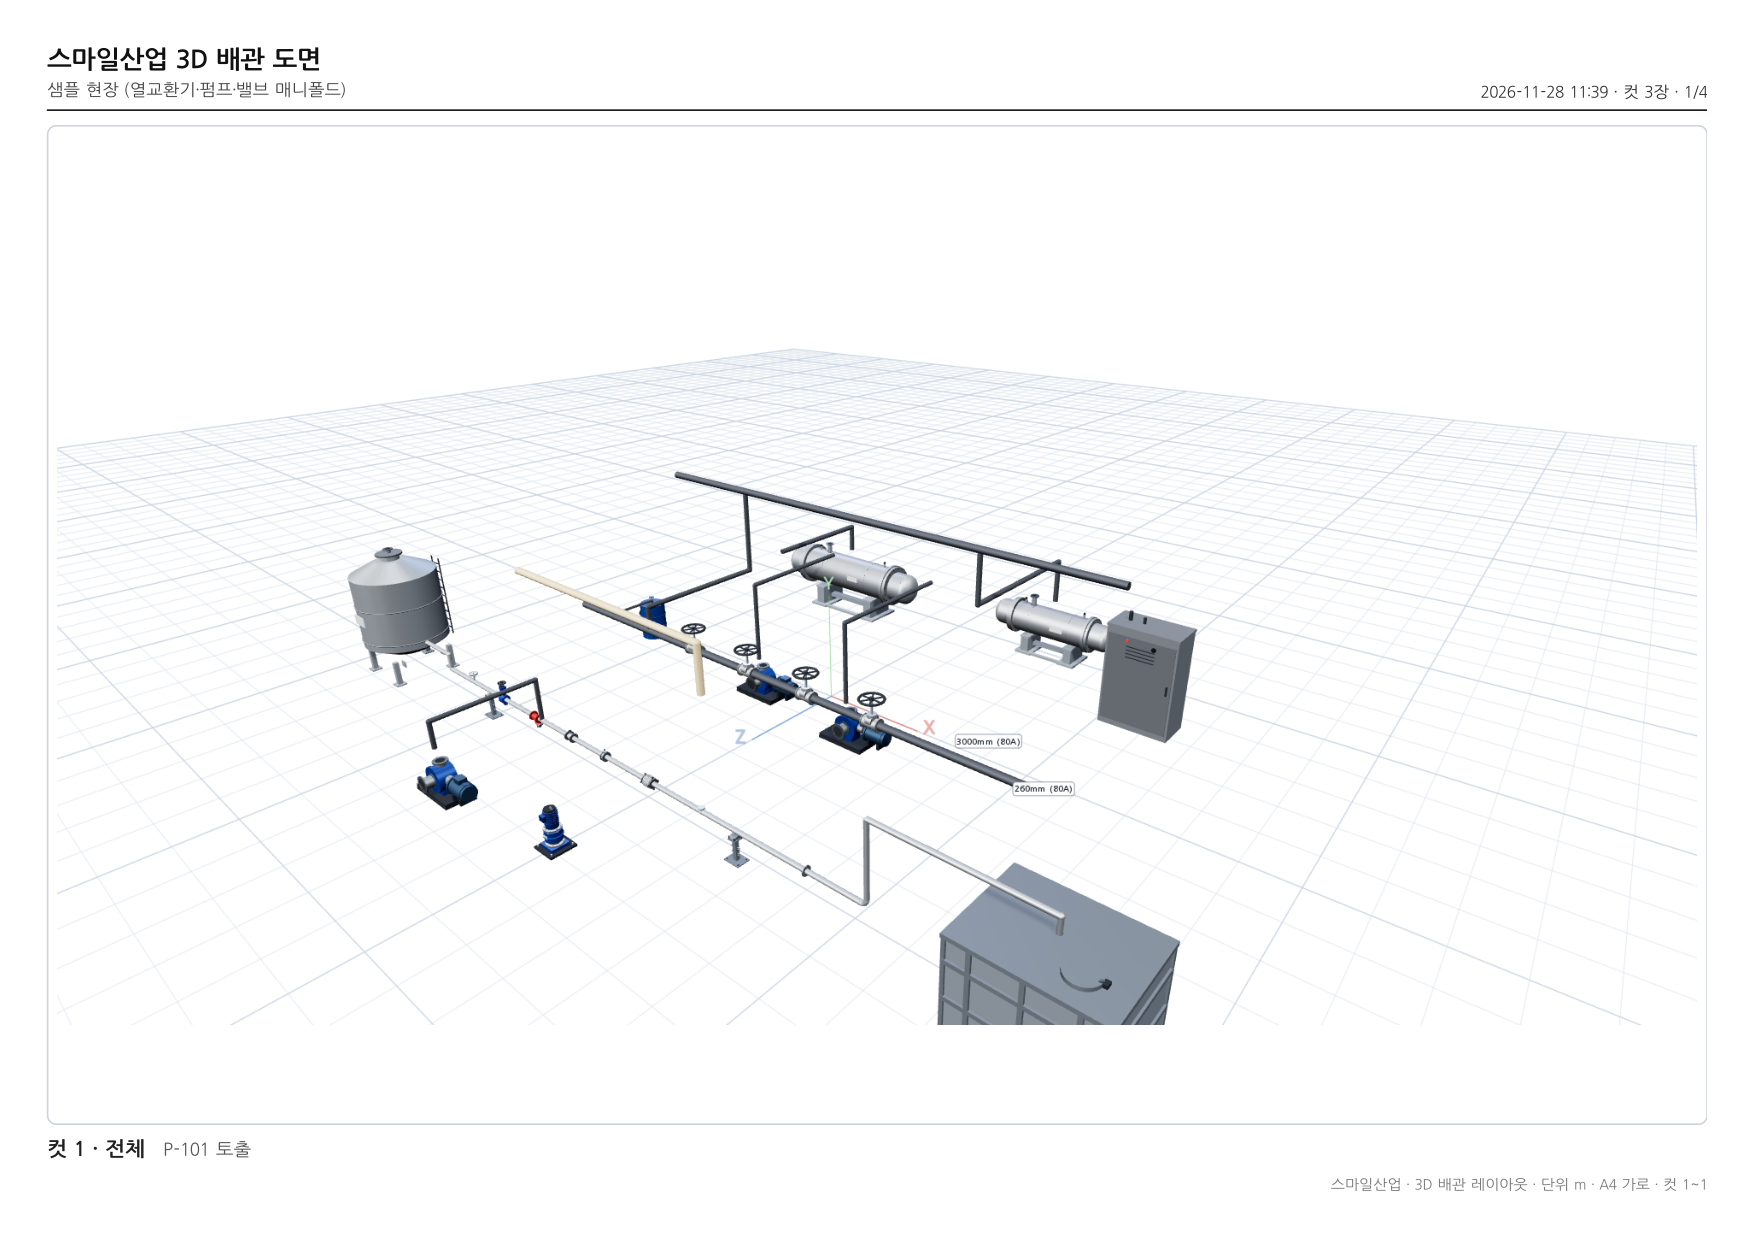 스마일산업 3D 배관 도면
샘플 현장 (열교환기·펌프·밸브 매니폴드)
2026-11-28 11:39 · 컷 3장 · 1/4
Y
Z
X
3000mm (80A)
260mm (80A)
컷 1 · 전체 P-101 토출
스마일산업 · 3D 배관 레이아웃 · 단위 m · A4 가로 · 컷 1~1